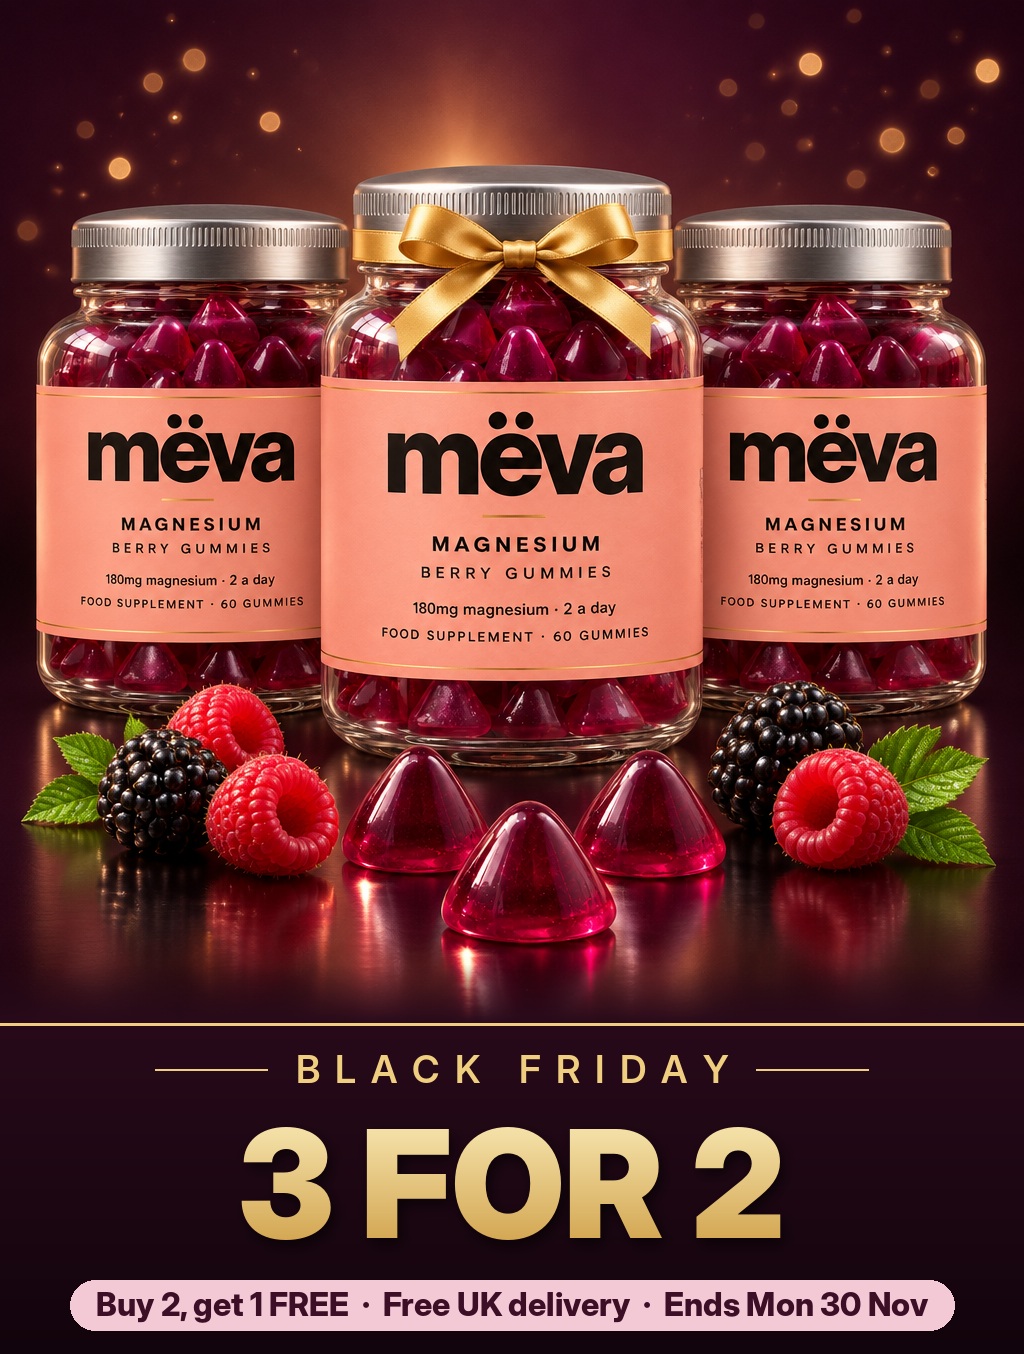 mëva
MAGNESIUM
BERRY GUMMIES
180mg magnesium · 2 a day
FOOD SUPPLEMENT · 60 GUMMIES
mëva
MAGNESIUM
BERRY GUMMIES
180mg magnesium · 2 a day
FOOD SUPPLEMENT · 60 GUMMIES
mëva
MAGNESIUM
BERRY GUMMIES
180mg magnesium · 2 a day
FOOD SUPPLEMENT · 60 GUMMIES
BLACK FRIDAY
3 FOR 2
Buy 2, get 1 FREE · Free UK delivery · Ends Mon 30 Nov